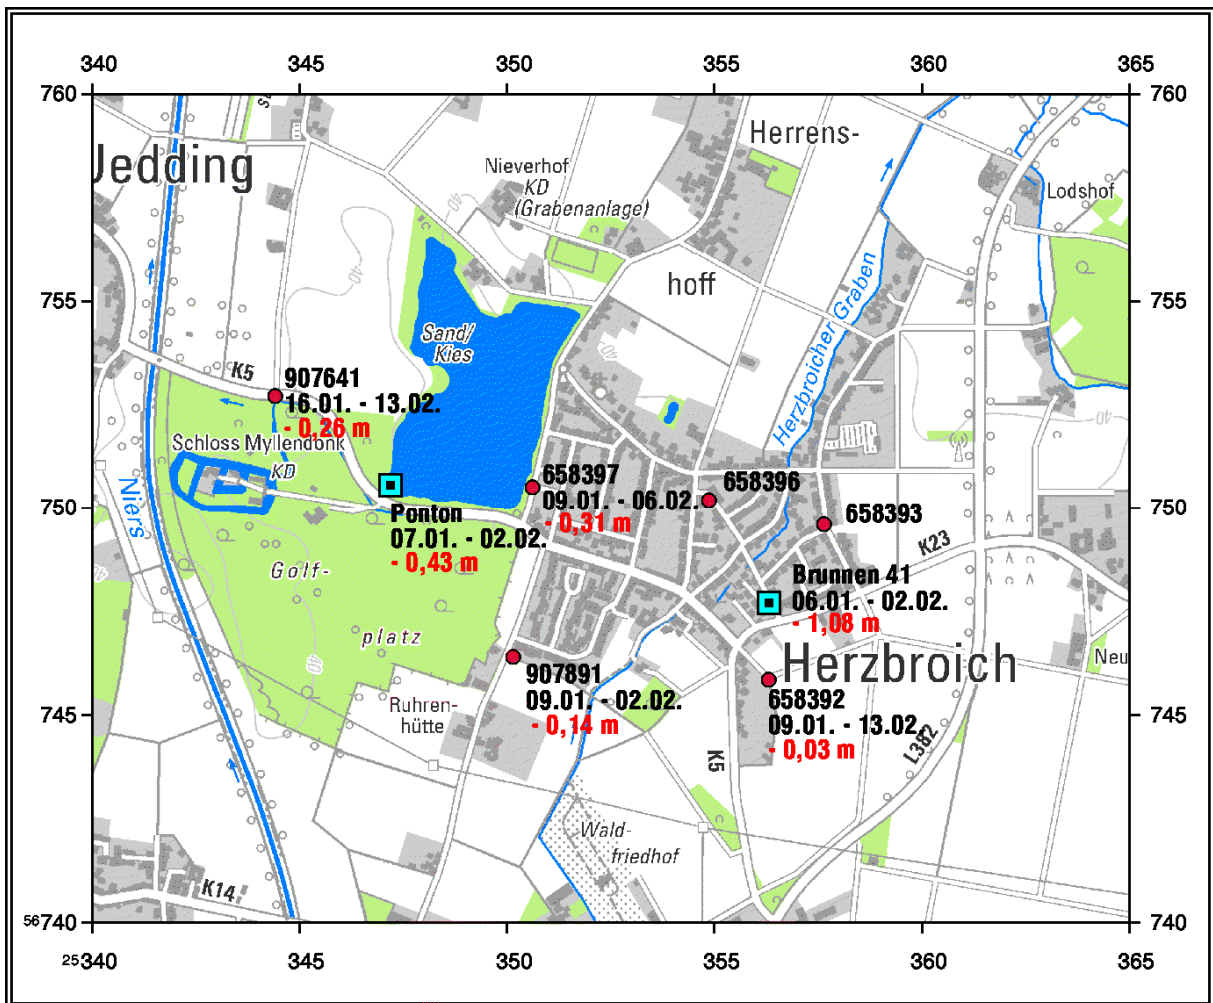 340 345 350 355 360 365
760 760
Jedding
Herrens-
hoff
Nieverhof
KD
(Grabenanlage)
Lodshof
40
40
755 755
Sand/
Kies
Herzbroicher Graben
K5
907641
16.01. - 13.02.
- 0,26 m
40
40
Schloss Myllendonk
KD
658397
09.01. - 06.02.
- 0,31 m
658396
658393
750 750
Niers
Ponton
07.01. - 02.02.
- 0,43 m
K23
Golf-
platz
40
Brunnen 41
06.01. - 02.02.
- 1,08 m
Herzbroich
Neu
907891
09.01. - 02.02.
- 0,14 m
658392
09.01. - 13.02.
- 0,03 m
Ruhren-
hütte
745 745
K5
L382
Wald-
friedhof
K14
56740 740
25340 345 350 355 360 365